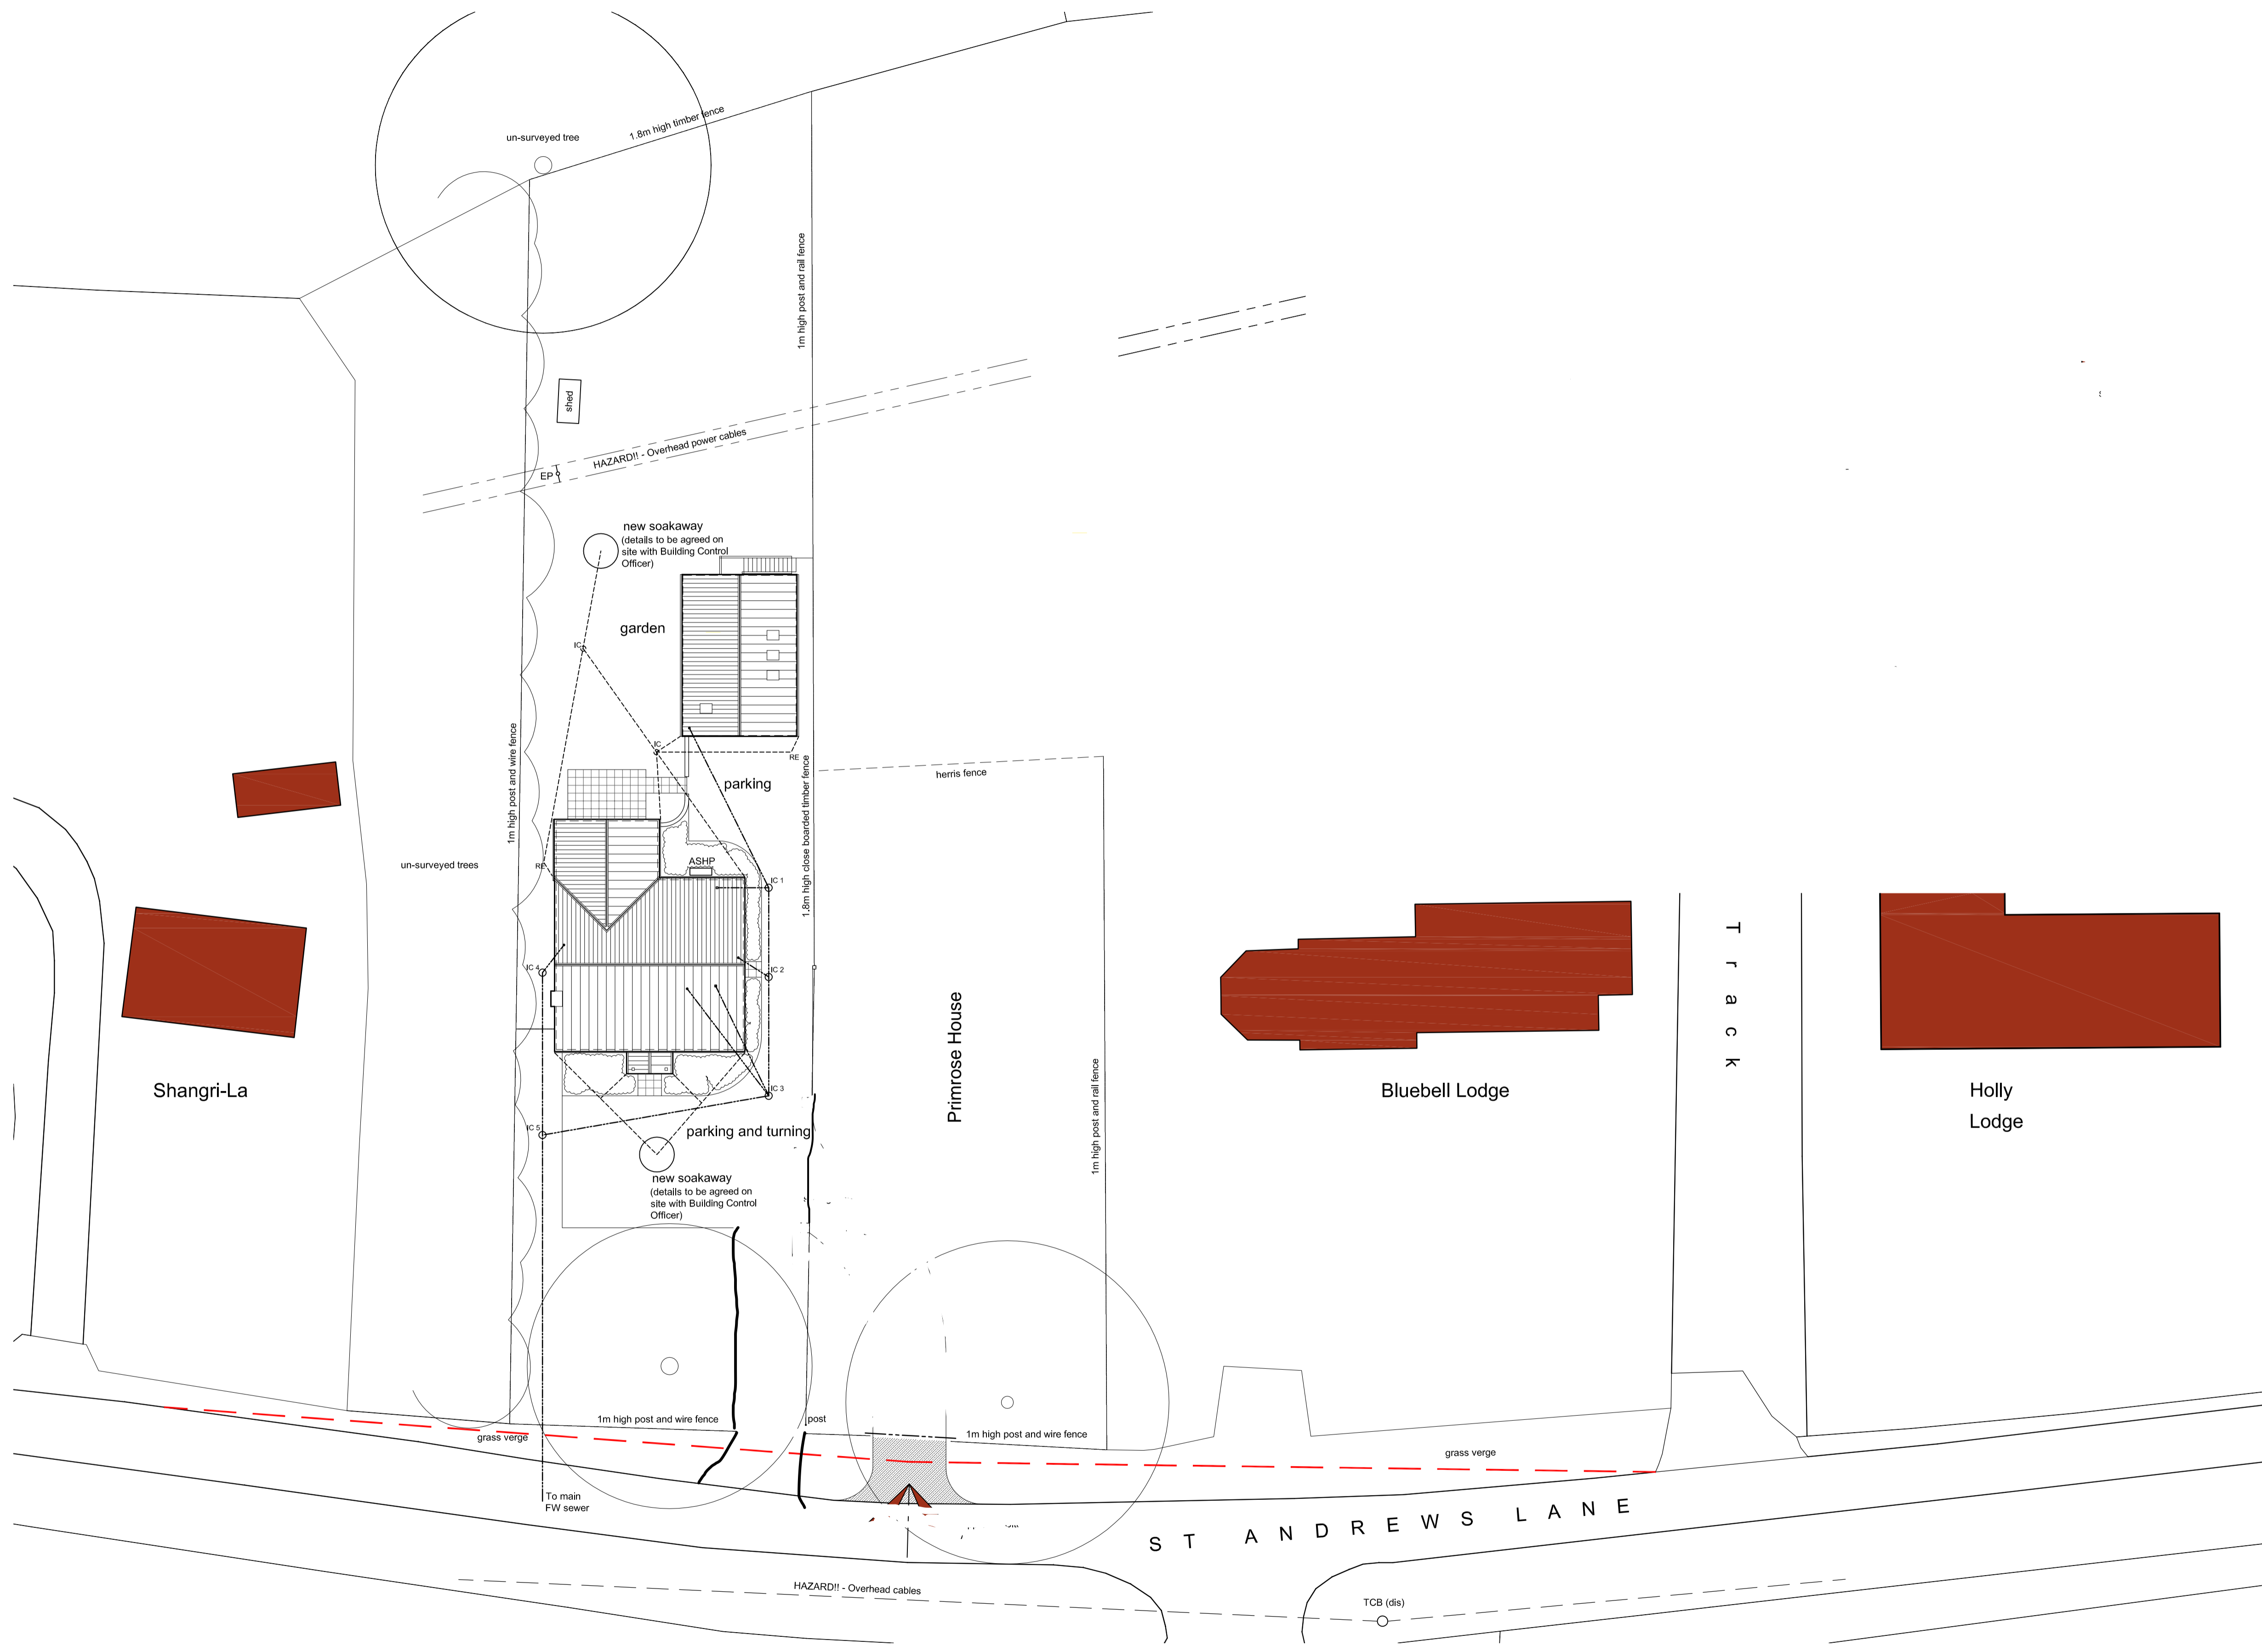 un-surveyed tree
1.8m high timber fence
1m high post and rail fence
shed
HAZARD!! - Overhead power cables
EP
new soakaway
(details to be agreed on
site with Building Control
Officer)
garden
IC
IC
RE
1m high post and wire fence
parking
1.8m high close boarded timber fence
herris fence
un-surveyed trees
RE
ASHP
IC 1
T r a c k
IC 4
IC 2
Primrose House
1m high post and rail fence
Shangri-La
IC 3
Bluebell Lodge
Holly
Lodge
IC 5
parking and turning
new soakaway
(details to be agreed on
site with Building Control
Officer)
1m high post and wire fence
post
1m high post and wire fence
grass verge
grass verge
To main
FW sewer
ST ANDREWS LANE
HAZARD!! - Overhead cables
TCB (dis)